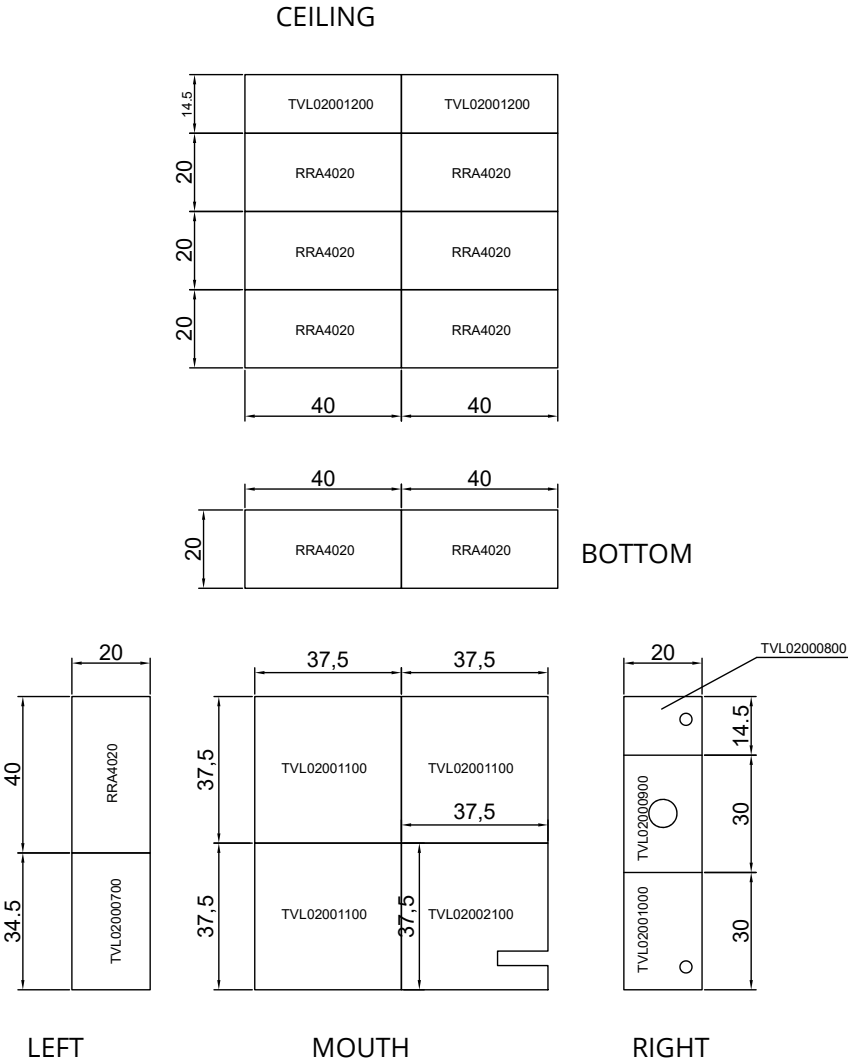 CEILING
14.5
TVL02001200
TVL02001200
20
RRA4020
RRA4020
20
RRA4020
RRA4020
20
RRA4020
RRA4020
40
40
40
40
20
RRA4020
RRA4020
BOTTOM
20
40
RRA4020
34.5
TVL02000700
LEFT
37,5
37,5
37,5
TVL02001100
TVL02001100
37,5
37,5
TVL02001100
37,5
TVL02002100
MOUTH
20
TVL02000800
14.5
TVL02000900
30
TVL02001000
30
RIGHT